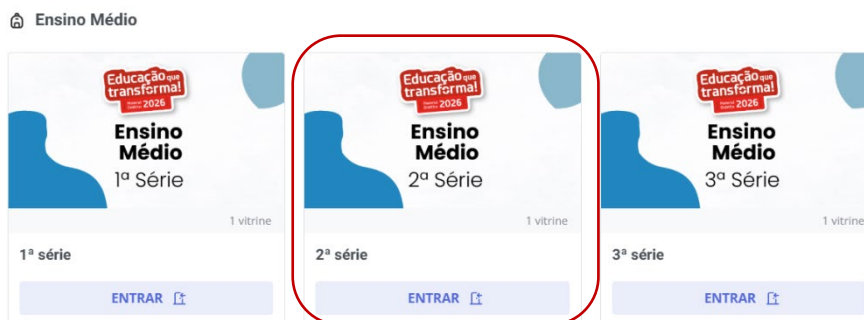 Ensino Médio
Educação que
transforma!
2026
Ensino
Médio
1ª Série
1 vitrine
1ª série
ENTRAR
Educação que
transforma!
2026
Ensino
Médio
2ª Série
1 vitrine
2ª série
ENTRAR
Educação que
transforma!
2026
Ensino
Médio
3ª Série
1 vitrine
3ª série
ENTRAR